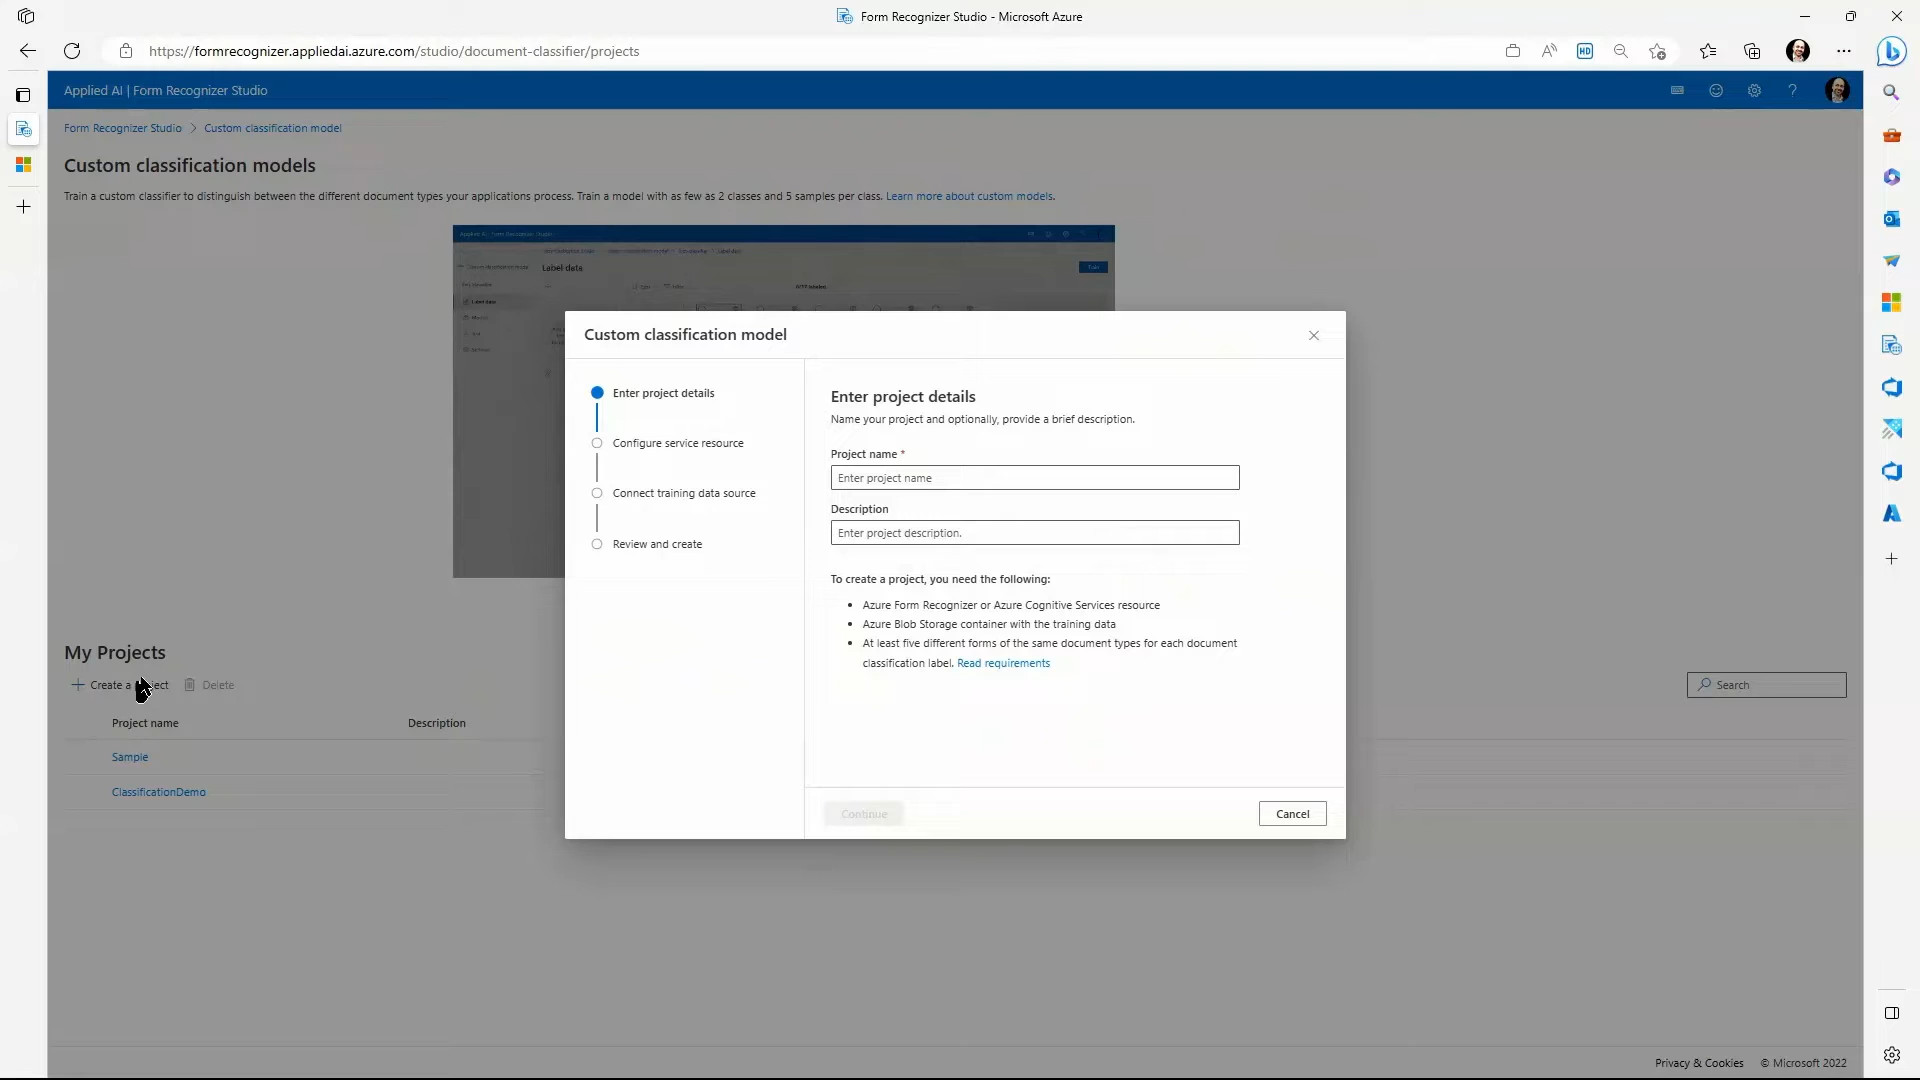 Form Recognizer Studio - Microsoft Azure
https://formrecognizer.appliedai.azure.com/studio/document-classifier/projects
Applied AI | Form Recognizer Studio
Form Recognizer Studio > Custom classification model
Custom classification models
Train a custom classifier to distinguish between the different document types your applications process. Train a model with as few as 2 classes and 5 samples per class. Learn more about custom models.
Label data
Custom classification model
Enter project details
Configure service resource
Connect training data source
Review and create
Enter project details
Name your project and optionally, provide a brief description.
Project name *
Enter project name
Description
Enter project description.
To create a project, you need the following:
Azure Form Recognizer or Azure Cognitive Services resource
Azure Blob Storage container with the training data
At least five different forms of the same document types for each document
classification label. Read requirements
Continue
Cancel
My Projects
Create a Delete
Search
Project name Description
Sample
ClassificationDemo
Privacy & Cookies © Microsoft 2022